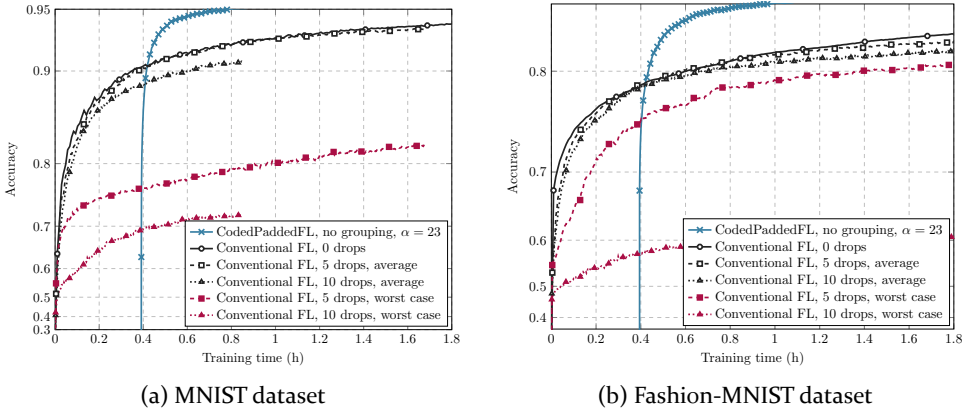 0.95
0.9
0.8
0.7
0.6
0.5
0.4
0.3
Accuracy
0 0.2 0.4 0.6 0.8 1 1.2 1.4 1.6 1.8
Training time (h)
CodedPaddedFL, no grouping, α = 23
Conventional FL, 0 drops
Conventional FL, 5 drops, average
Conventional FL, 10 drops, average
Conventional FL, 5 drops, worst case
Conventional FL, 10 drops, worst case
(a) MNIST dataset
0.8
0.7
0.6
0.5
0.4
Accuracy
0 0.2 0.4 0.6 0.8 1 1.2 1.4 1.6 1.8
Training time (h)
CodedPaddedFL, no grouping, α = 23
Conventional FL, 0 drops
Conventional FL, 5 drops, average
Conventional FL, 10 drops, average
Conventional FL, 5 drops, worst case
Conventional FL, 10 drops, worst case
(b) Fashion-MNIST dataset